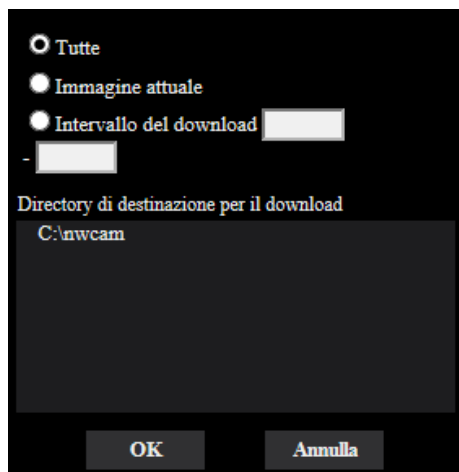 Tutte
Immagine attuale
Intervallo del download
-
Directory di destinazione per il download
C:\nwcam
OK Annulla